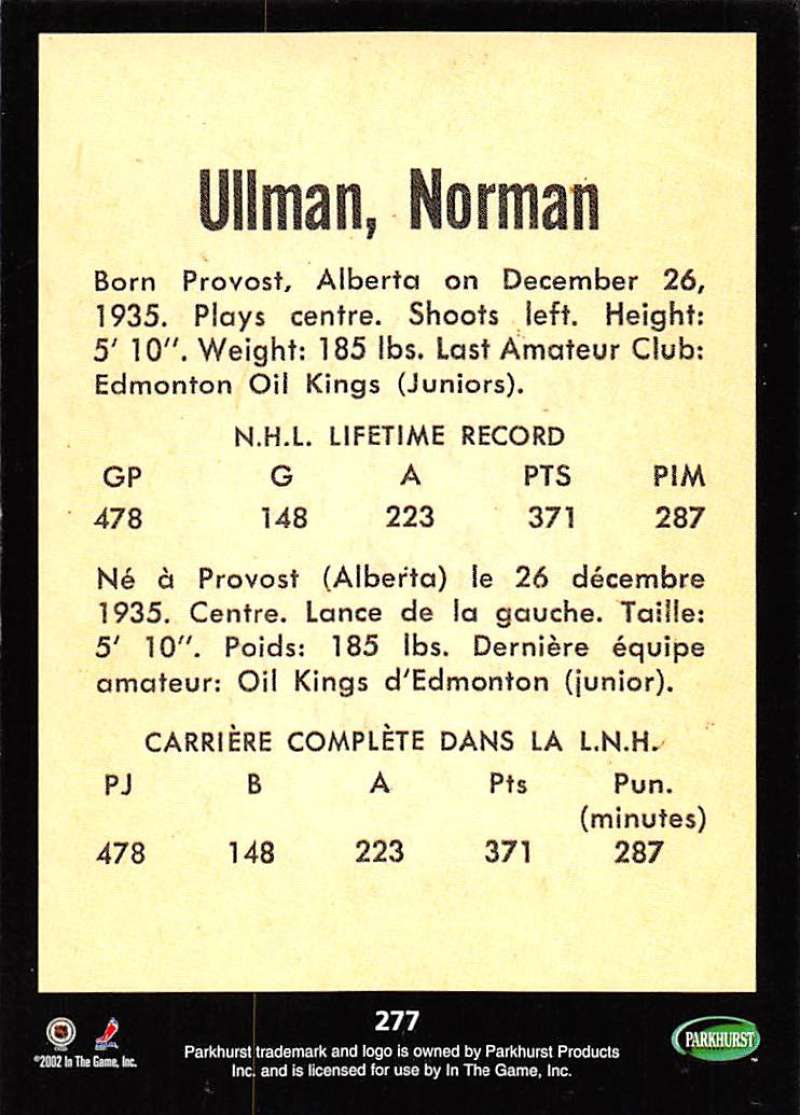 Ullman, Norman
Born Provost, Alberta on December 26,
1935. Plays centre. Shoots left. Height:
5' 10". Weight: 185 lbs. Last Amateur Club:
Edmonton Oil Kings (Juniors).
N.H.L. LIFETIME RECORD
GP G A PTS PIM
478 148 223 371 287
Né à Provost (Alberta) le 26 décembre
1935. Centre. Lance de la gauche. Taille:
5' 10". Poids: 185 lbs. Dernière équipe
amateur: Oil Kings d'Edmonton (junior).
CARRIÈRE COMPLÈTE DANS LA L.N.H.
PJ B A Pts Pun.
(minutes)
478 148 223 371 287
277
©2002 In The Game, Inc.
Parkhurst trademark and logo is owned by Parkhurst Products
Inc. and is licensed for use by In The Game, Inc.
PARKHURST